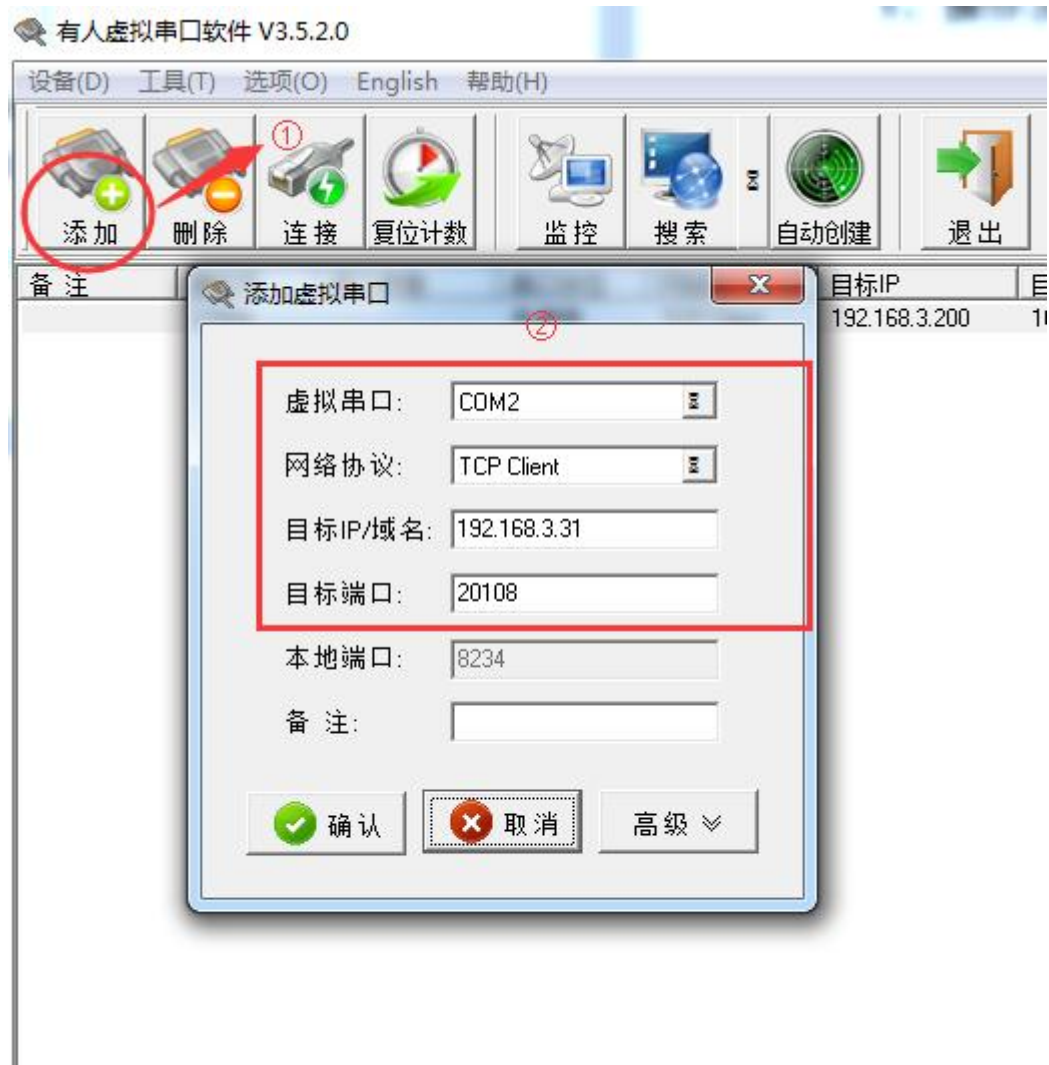 有人虚拟串口软件 V3.5.2.0
设备(D) 工具(T) 选项(O) English 帮助(H)
①
添加 删除 连接 复位计数 监控 搜索 自动创建 退出
备 注 目标IP
192.168.3.200
添加虚拟串口
②
虚拟串口: COM2
网络协议: TCP Client
目标IP/域名: 192.168.3.31
目标端口: 20108
本地端口: 8234
备 注:
确认 取消 高级